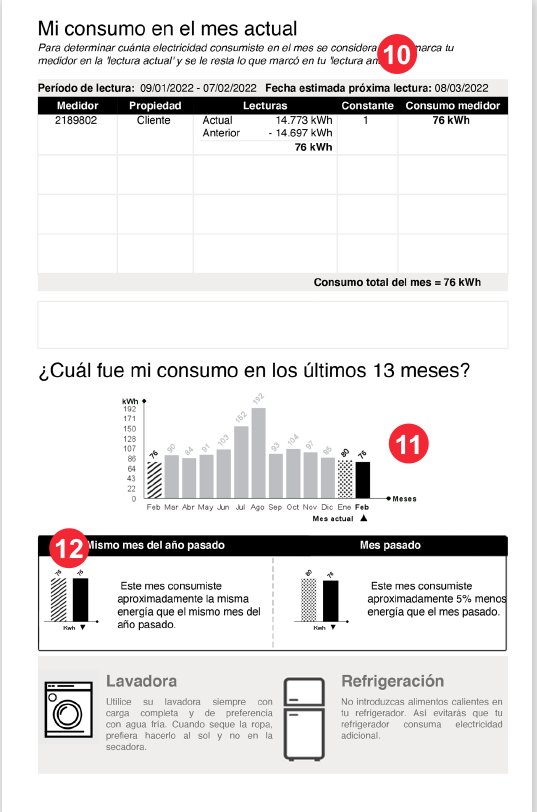 Mi consumo en el mes actual
Para determinar cuánta electricidad consumiste en el mes se considera marca tu
medidor en la 'lectura actual' y se le resta lo que marcó en tu 'lectura
10
Período de lectura: 09/01/2022 - 07/02/2022 Fecha estimada próxima lectura: 08/03/2022
Medidor Propiedad Lecturas Constante Consumo medidor
2189802 Cliente Actual 14.773 kWh 1 76 kWh
Anterior - 14.697 kWh
76 kWh
Consumo total del mes = 76 kWh
¿Cuál fue mi consumo en los últimos 13 meses?
kWh
192
171
150
128
107
86
64
43
22
0
76 90 84 91 103 152 192 93 104 97 85 80 76
Feb Mar Abr May Jun Jul Ago Sep Oct Nov Dic Ene Feb
Meses
Mes actual ▲
11
12
Mismo mes del año pasado
76 76
Kwh ▼
Este mes consumiste
aproximadamente la misma
energía que el mismo mes del
año pasado.
Mes pasado
80 76
Kwh ▼
Este mes consumiste
aproximadamente 5% menos
energía que el mes pasado.
Lavadora
Utilice su lavadora siempre con
carga completa y de preferencia
con agua fría. Cuando seque la ropa,
prefiera hacerlo al sol y no en la
secadora.
Refrigeración
No introduzcas alimentos calientes en
tu refrigerador. Así evitarás que tu
refrigerador consuma electricidad
adicional.